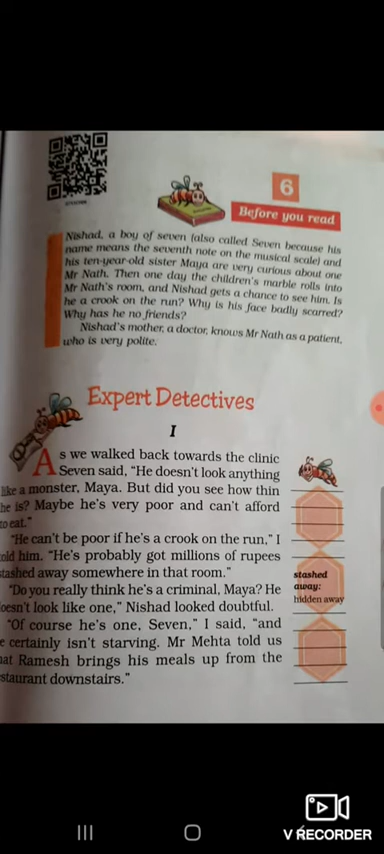 6
Before you read
Nishad, a boy of seven (also called Seven because his
name means the seventh note on the musical scale) and
his ten-year-old sister Maya are very curious about one
Mr Nath. Then one day the children's marble rolls into
Mr Nath's room, and Nishad gets a chance to see him. Is
he a crook on the run? Why is his face badly scarred?
Why has he no friends?
Nishad's mother, a doctor, knows Mr Nath as a patient,
who is very polite.
Expert Detectives
I
As we walked back towards the clinic
Seven said, "He doesn't look anything
like a monster, Maya. But did you see how thin
he is? Maybe he's very poor and can't afford
to eat."
"He can't be poor if he's a crook on the run," I
told him. "He's probably got millions of rupees
stashed away somewhere in that room."
"Do you really think he's a criminal, Maya? He
oesn't look like one," Nishad looked doubtful.
"Of course he's one, Seven," I said, "and
e certainly isn't starving. Mr Mehta told us
at Ramesh brings his meals up from the
staurant downstairs."
stashed
away:
hidden away
V RECORDER